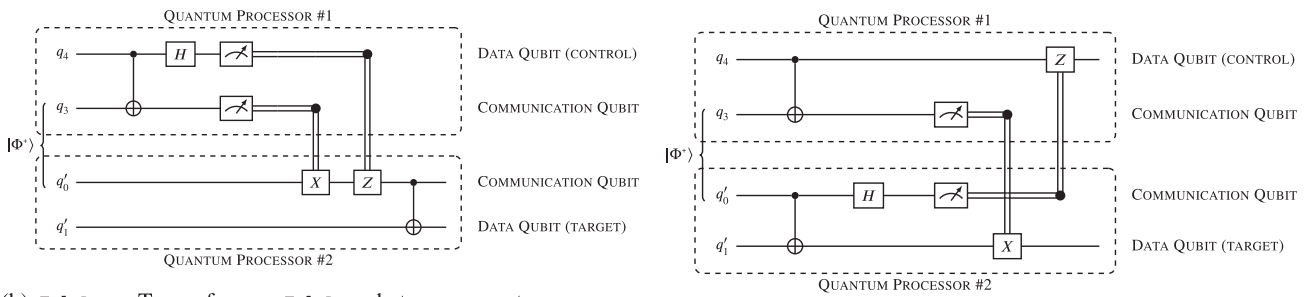 QUANTUM PROCESSOR #1
q4 H DATA QUBIT (CONTROL)
q3 COMMUNICATION QUBIT
|Φ+⟩
q′0 X Z COMMUNICATION QUBIT
q′1 DATA QUBIT (TARGET)
QUANTUM PROCESSOR #2
QUANTUM PROCESSOR #1
q4 Z DATA QUBIT (CONTROL)
q3 COMMUNICATION QUBIT
|Φ+⟩
q′0 H COMMUNICATION QUBIT
q′1 X DATA QUBIT (TARGET)
QUANTUM PROCESSOR #2